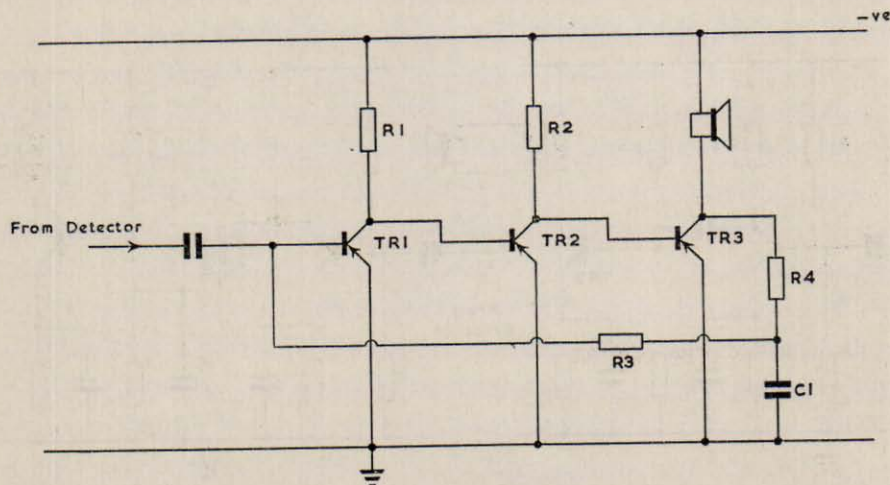 -ve
R1
R2
From Detector
TR1
TR2
TR3
R4
R3
C1